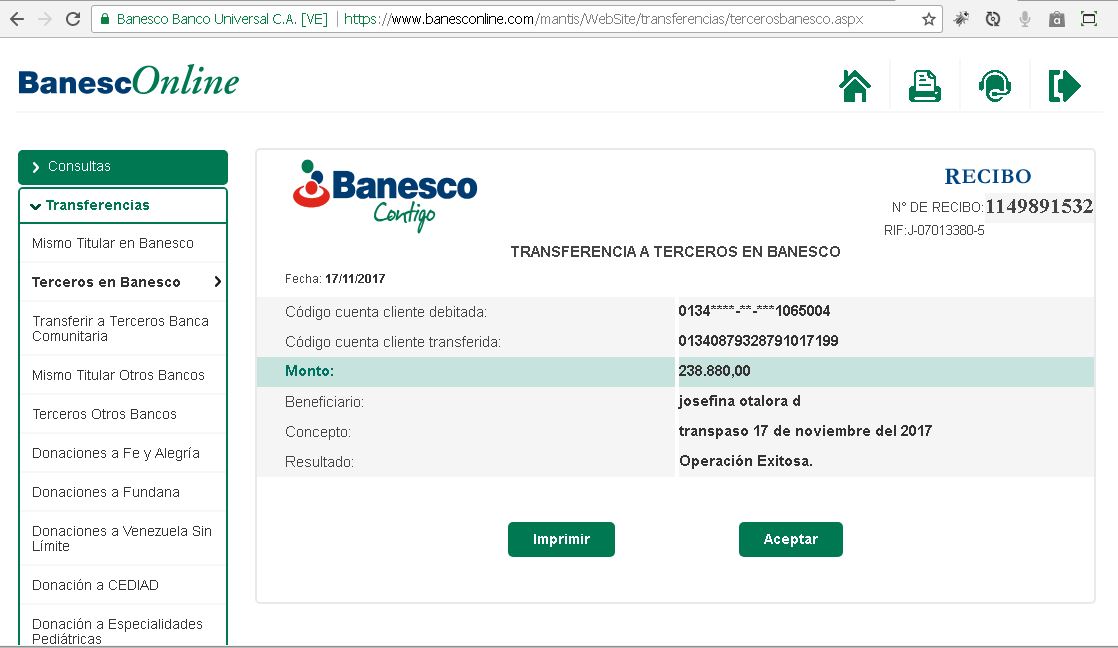 Banesco Banco Universal C.A. [VE] | https://www.banesconline.com/mantis/WebSite/transferencias/tercerosbanesco.aspx
BanescOnline
Consultas
Transferencias
Mismo Titular en Banesco
Terceros en Banesco
Transferir a Terceros Banca
Comunitaria
Mismo Titular Otros Bancos
Terceros Otros Bancos
Donaciones a Fe y Alegría
Donaciones a Fundana
Donaciones a Venezuela Sin
Límite
Donación a CEDIAD
Donación a Especialidades
Pediátricas
Banesco
Contigo
RECIBO
N° DE RECIBO: 1149891532
RIF:J-07013380-5
TRANSFERENCIA A TERCEROS EN BANESCO
Fecha: 17/11/2017
Código cuenta cliente debitada: 0134****-**-***1065004
Código cuenta cliente transferida: 01340879328791017199
Monto: 238.880,00
Beneficiario: josefina otalora d
Concepto: transpaso 17 de noviembre del 2017
Resultado: Operación Exitosa.
Imprimir Aceptar